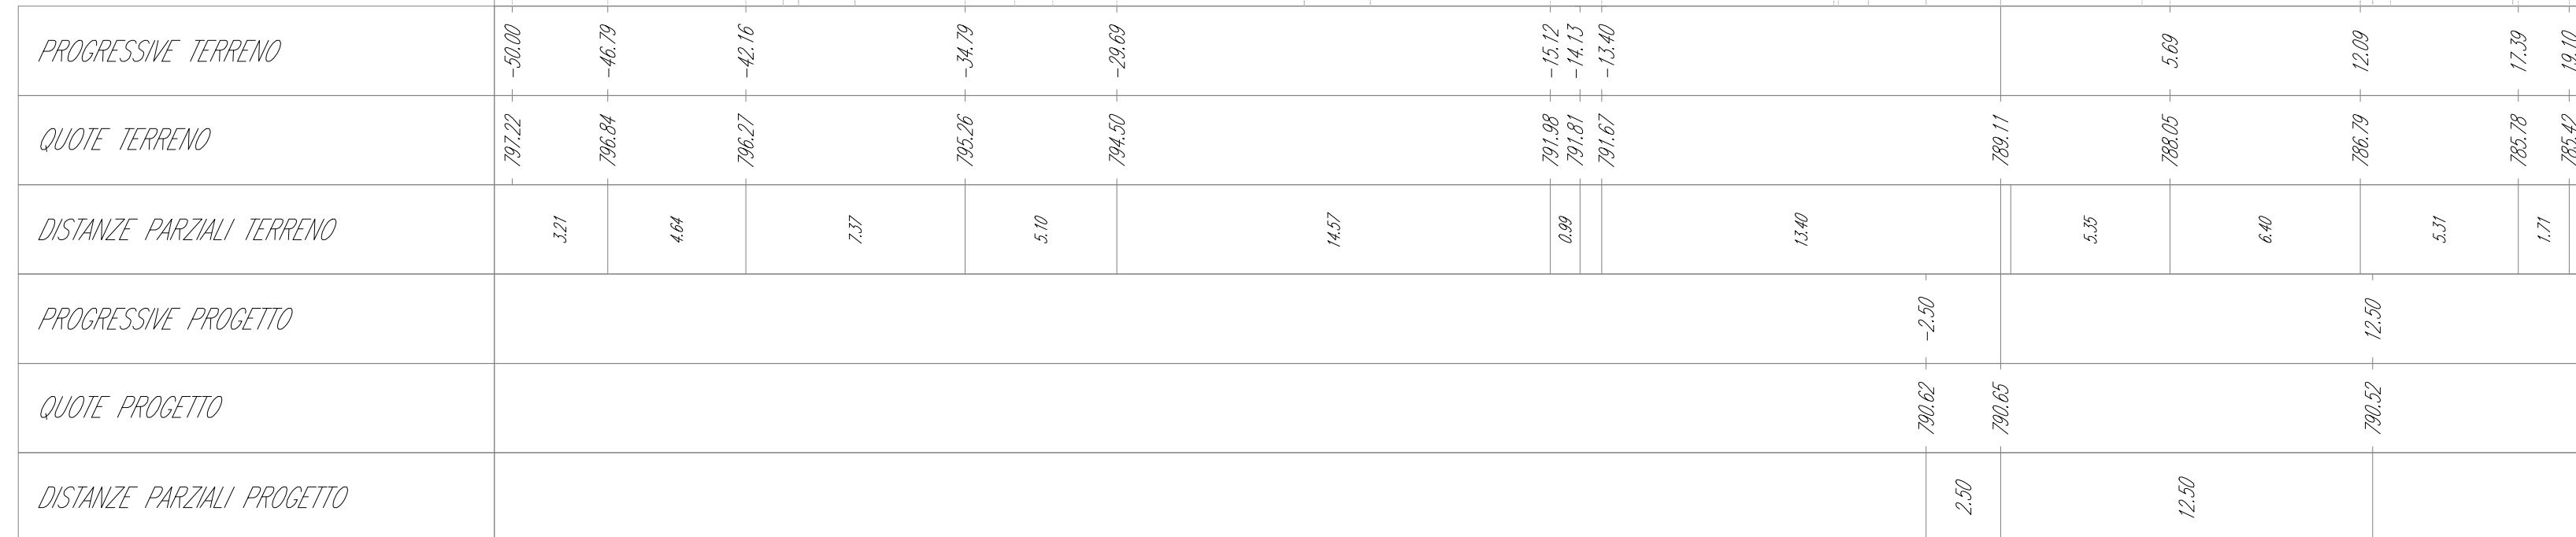 PROGRESSIVE TERRENO -50.00 -46.79 -42.16 -34.79 -29.69 -15.12 -14.13 -13.40 5.69 12.09 17.39 19.10
QUOTE TERRENO 797.22 796.84 796.27 795.26 794.50 791.98 791.81 791.67 789.11 788.05 786.79 785.78 785.42
DISTANZE PARZIALI TERRENO 3.21 4.64 7.37 5.10 14.57 0.99 13.40 5.35 6.40 5.31 1.71
PROGRESSIVE PROGETTO -2.50 12.50
QUOTE PROGETTO 790.62 790.65 790.52
DISTANZE PARZIALI PROGETTO 2.50 12.50